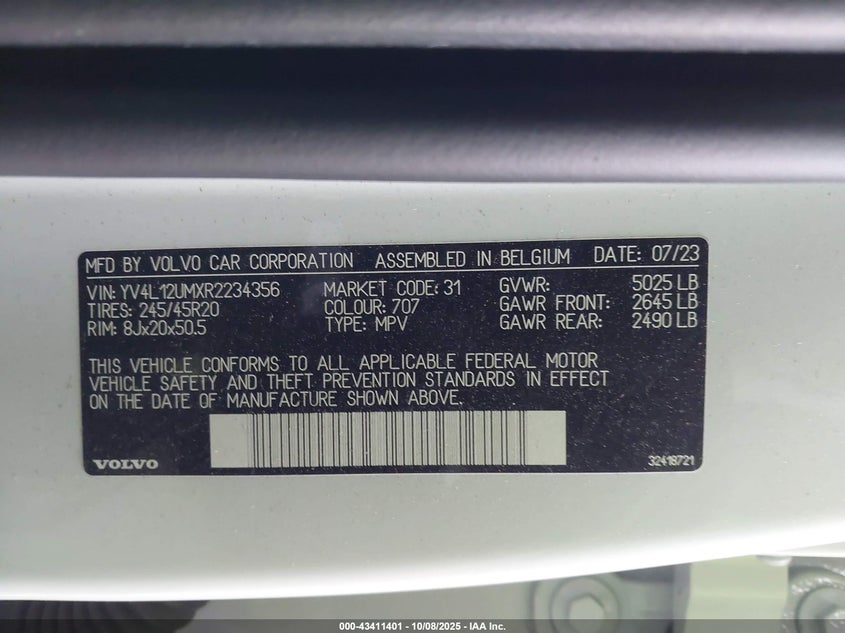 MFD BY VOLVO CAR CORPORATION ASSEMBLED IN BELGIUM DATE: 07/23
VIN: YV4L12UMXR2234356 MARKET CODE: 31 GVWR: 5025 LB
TIRES: 245/45R20 COLOUR: 707 GAWR FRONT: 2645 LB
RIM: 8Jx20x50.5 TYPE: MPV GAWR REAR: 2490 LB
THIS VEHICLE CONFORMS TO ALL APPLICABLE FEDERAL MOTOR
VEHICLE SAFETY AND THEFT PREVENTION STANDARDS IN EFFECT
ON THE DATE OF MANUFACTURE SHOWN ABOVE.
VOLVO 32418721
000-43411401 - 10/08/2025 - IAA Inc.